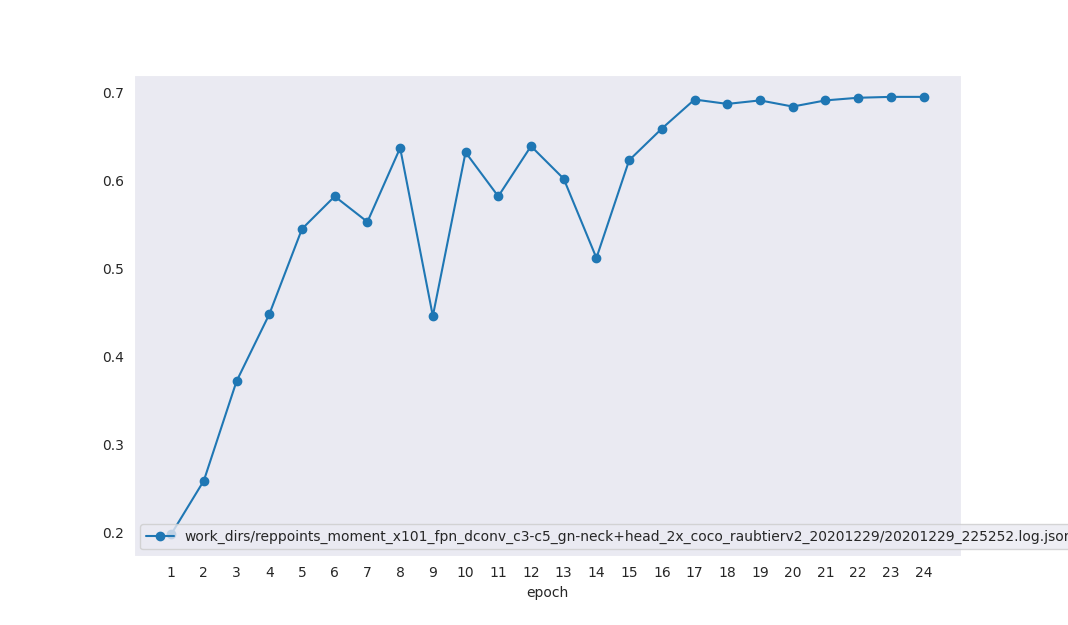 0.7
0.6
0.5
0.4
0.3
0.2
work_dirs/reppoints_moment_x101_fpn_dconv_c3-c5_gn-neck+head_2x_coco_raubtierv2_20201229/20201229_225252.log.json
1 2 3 4 5 6 7 8 9 10 11 12 13 14 15 16 17 18 19 20 21 22 23 24
epoch